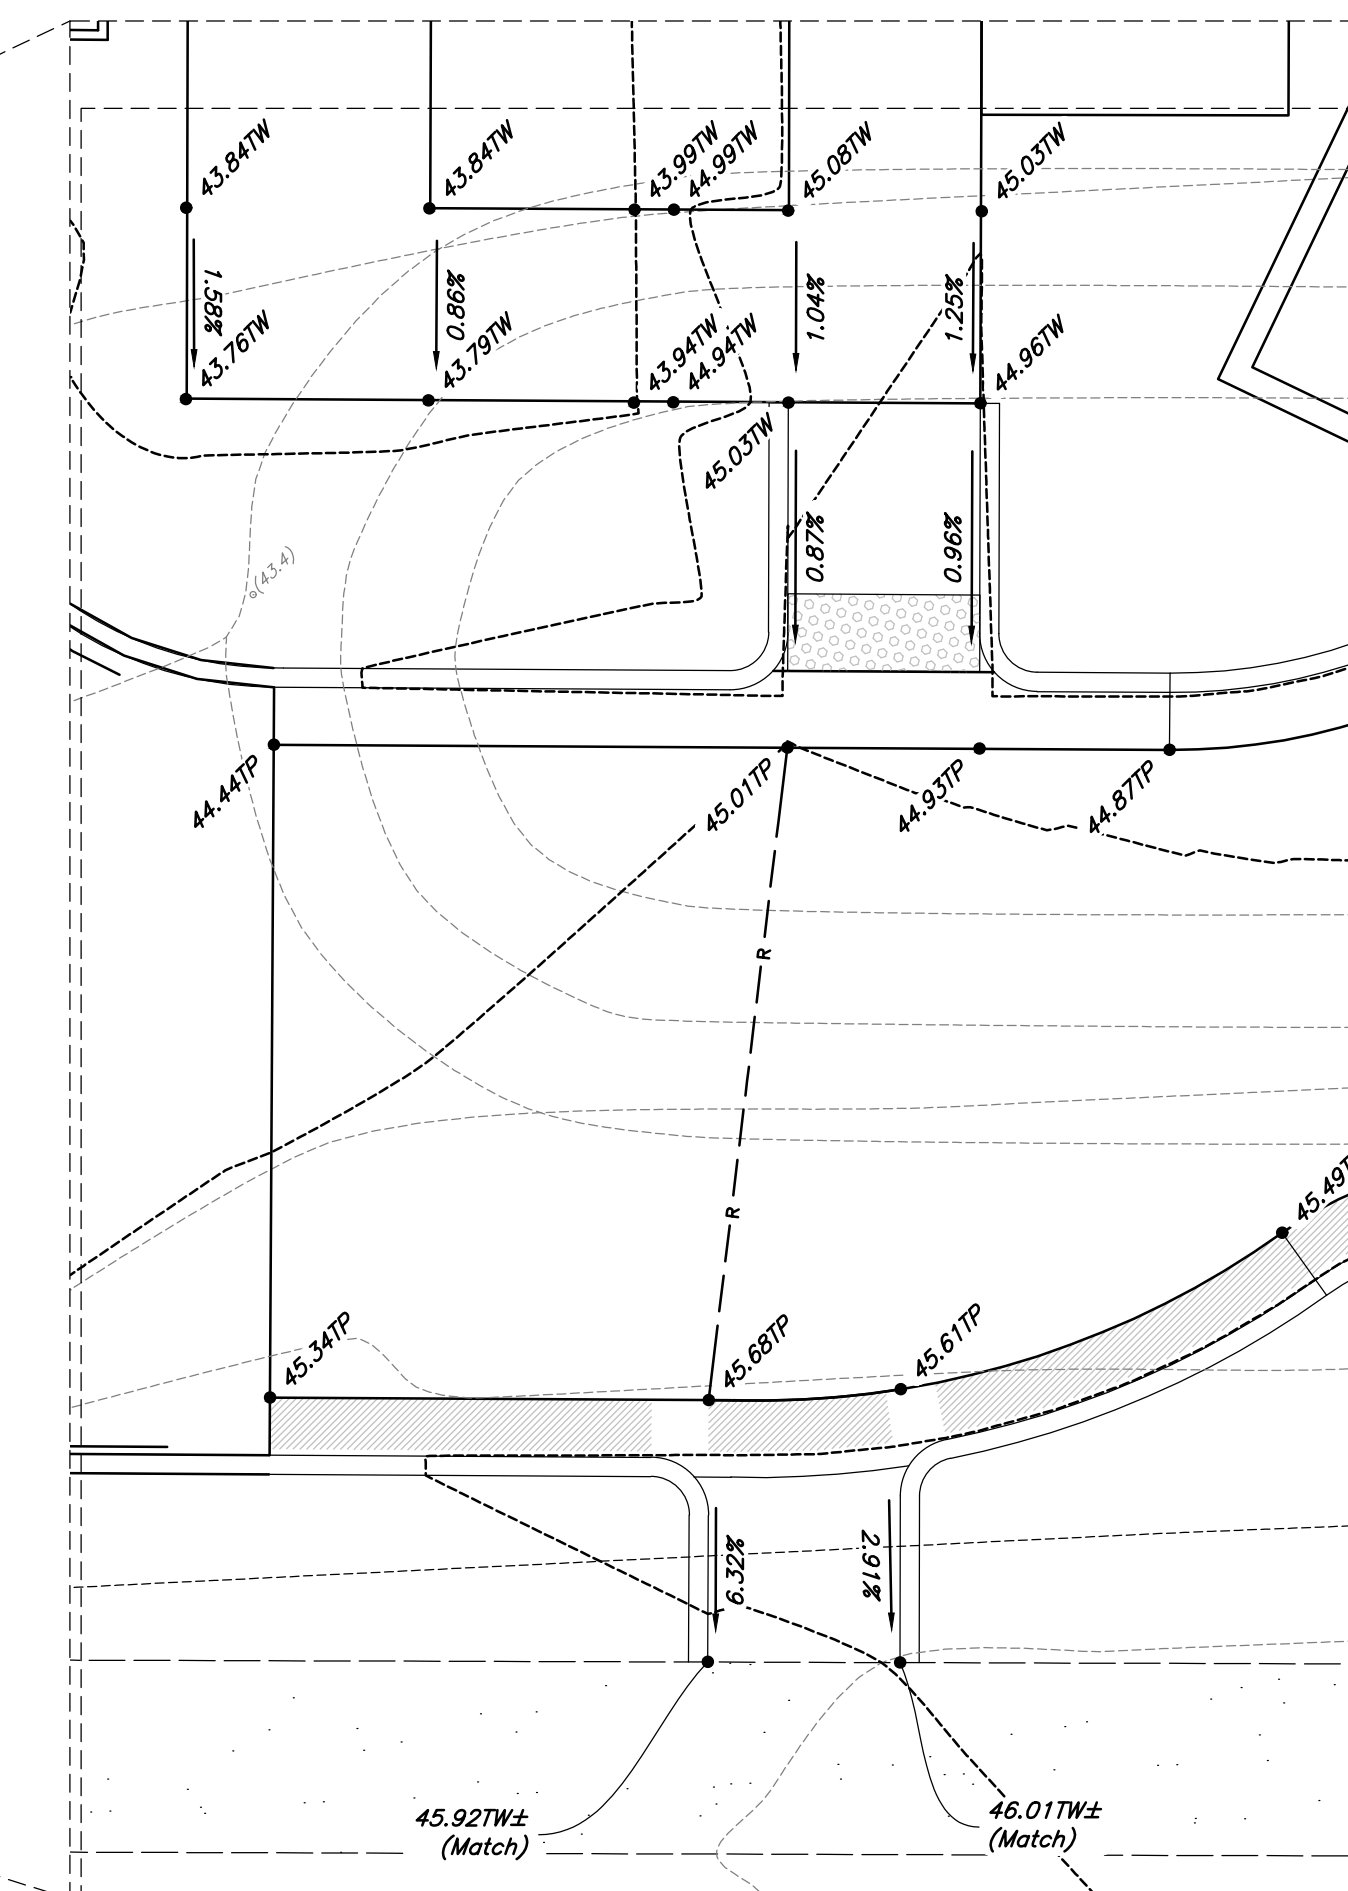 43.84TW
43.84TW
43.99TW
44.99TW
45.08TW
45.03TW
1.58%
0.86%
1.04%
1.25%
43.76TW
43.79TW
43.94TW
44.94TW
44.96TW
45.03TW
0.87%
0.96%
(43.4)
44.44TP
45.01TP
44.93TP
44.87TP
R
R
45.49T
45.34TP
45.68TP
45.61TP
6.32%
2.91%
45.92TW±
(Match)
46.01TW±
(Match)